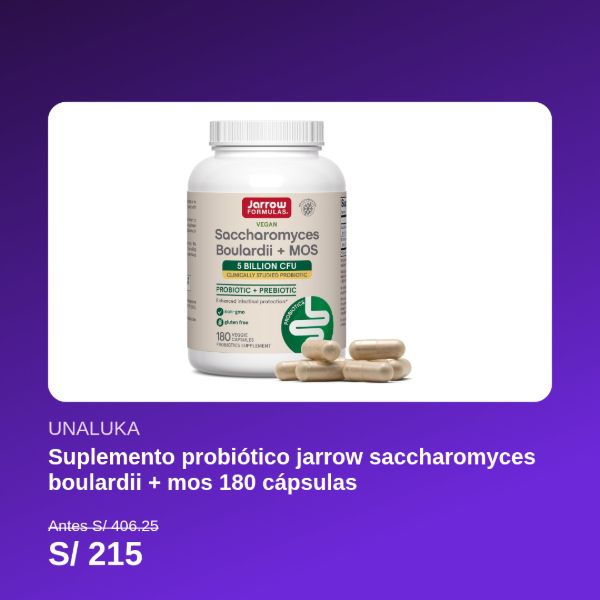 Jarrow
FORMULAS®
VEGAN
Saccharomyces
Boulardii + MOS
5 BILLION CFU
CLINICALLY STUDIED PROBIOTIC
PROBIOTIC + PREBIOTIC
Enhanced intestinal protection*
non-gmo
gluten free
PROBIOTICS
180 VEGGIE
CAPSULES
PROBIOTICS SUPPLEMENT
UNALUKA
Suplemento probiótico jarrow saccharomyces
boulardii + mos 180 cápsulas
Antes S/ 406.25
S/ 215